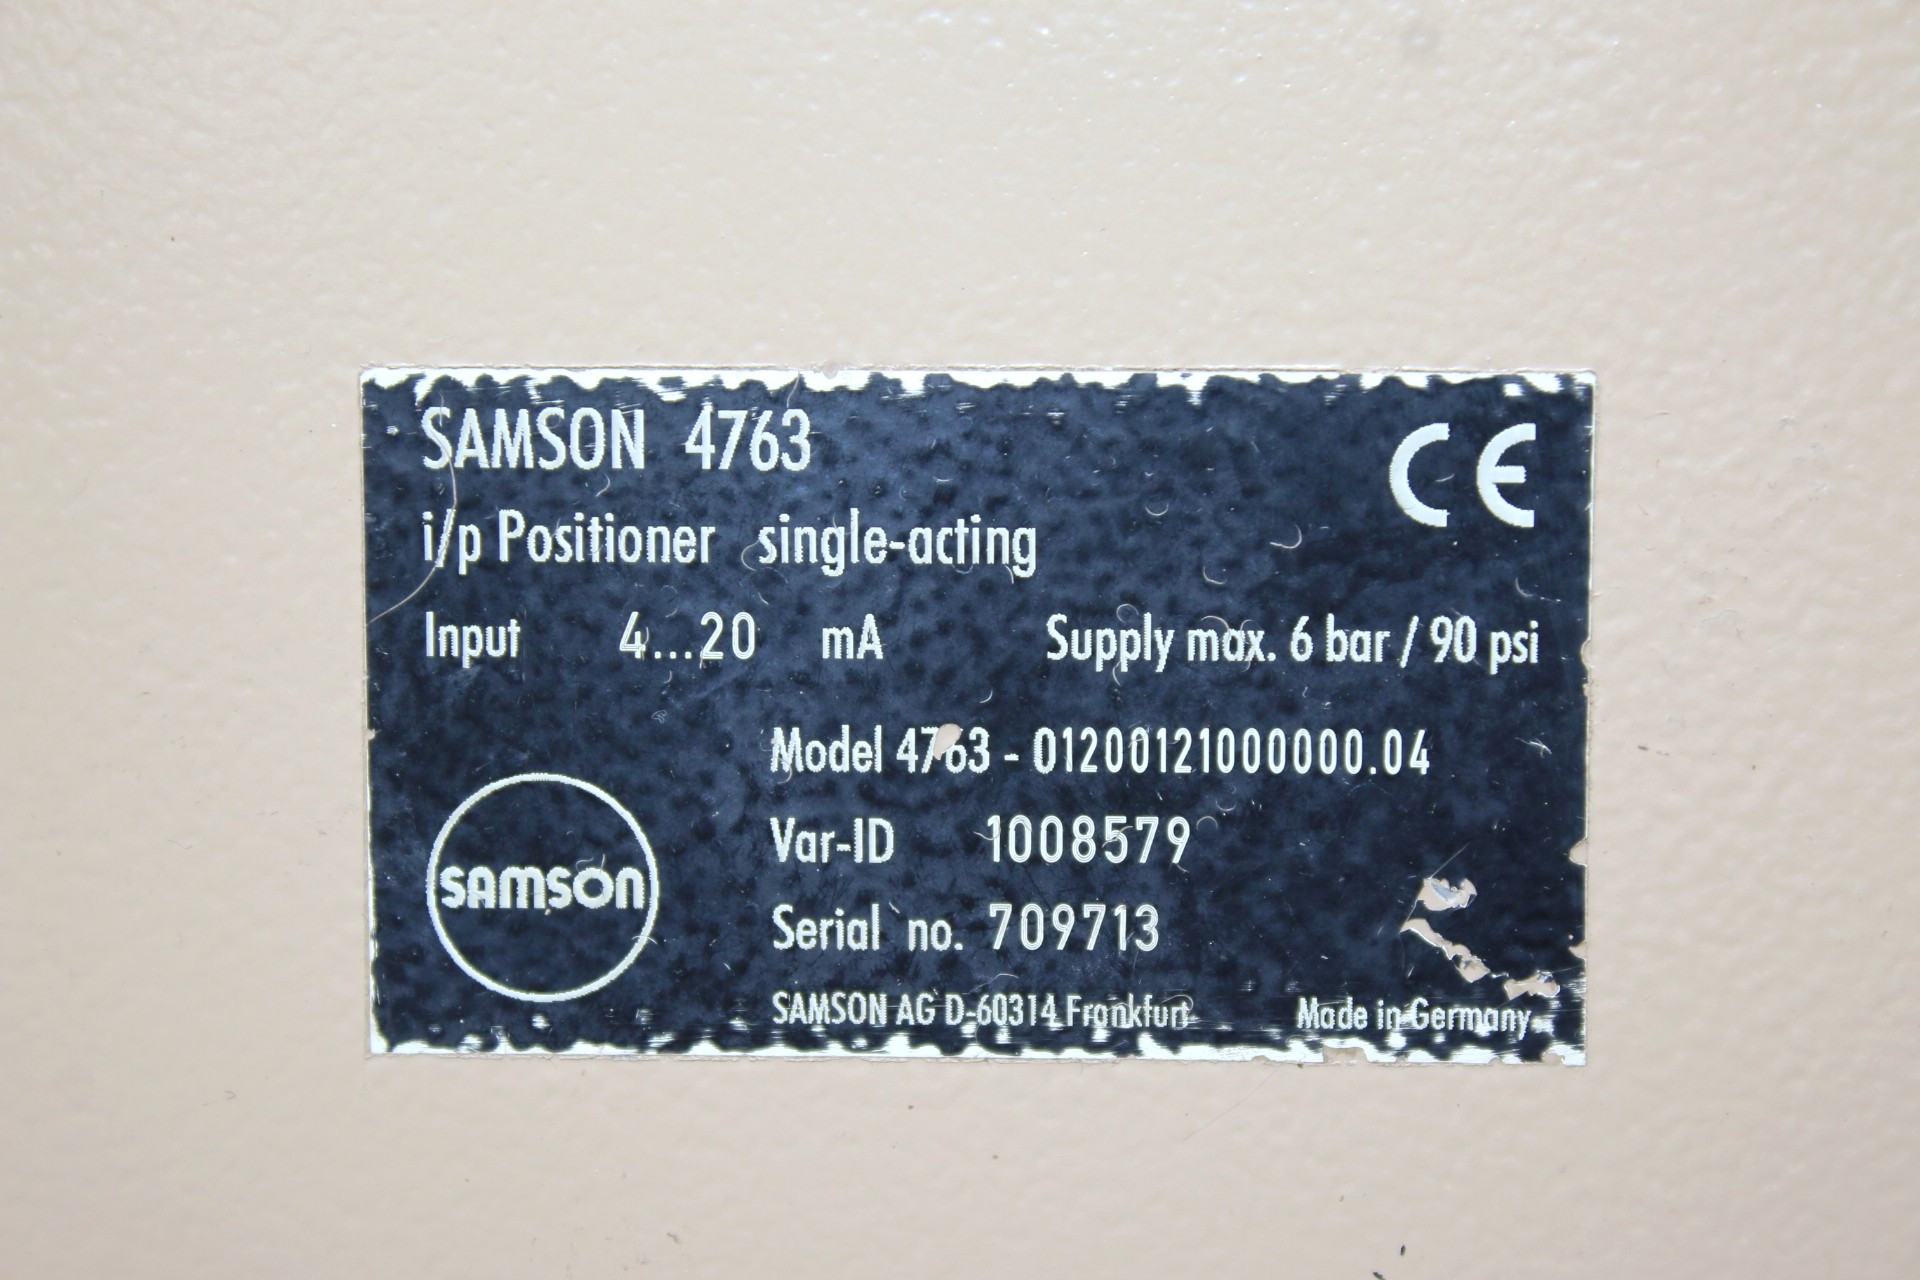 SAMSON 4763
CE
i/p Positioner single-acting
Input 4...20 mA Supply max. 6 bar / 90 psi
Model 4763 - 01200121000000.04
Var-ID 1008579
Serial no. 709713
SAMSON
SAMSON AG D-60314 Frankfurt Made in Germany